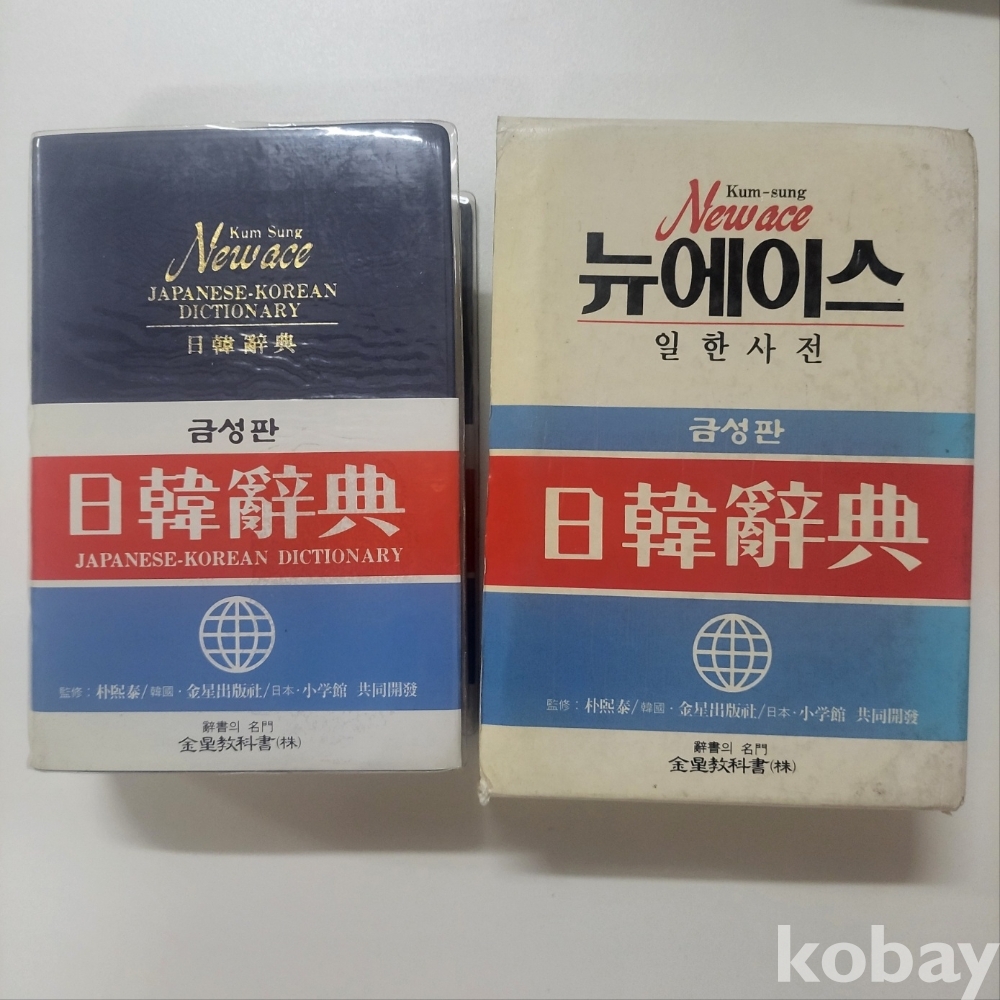 Kum Sung
New ace
JAPANESE-KOREAN
DICTIONARY
日韓辭典
금성판
日韓辭典
JAPANESE-KOREAN DICTIONARY
監修: 朴熙泰/韓國·金星出版社/日本·小学館 共同開發
辭書의 名門
金星教科書(株)
Kum-sung
New ace
뉴에이스
일한사전
금성판
日韓辭典
監修: 朴熙泰/韓國·金星出版社/日本·小学館 共同開發
辭書의 名門
金星教科書(株)
kobay